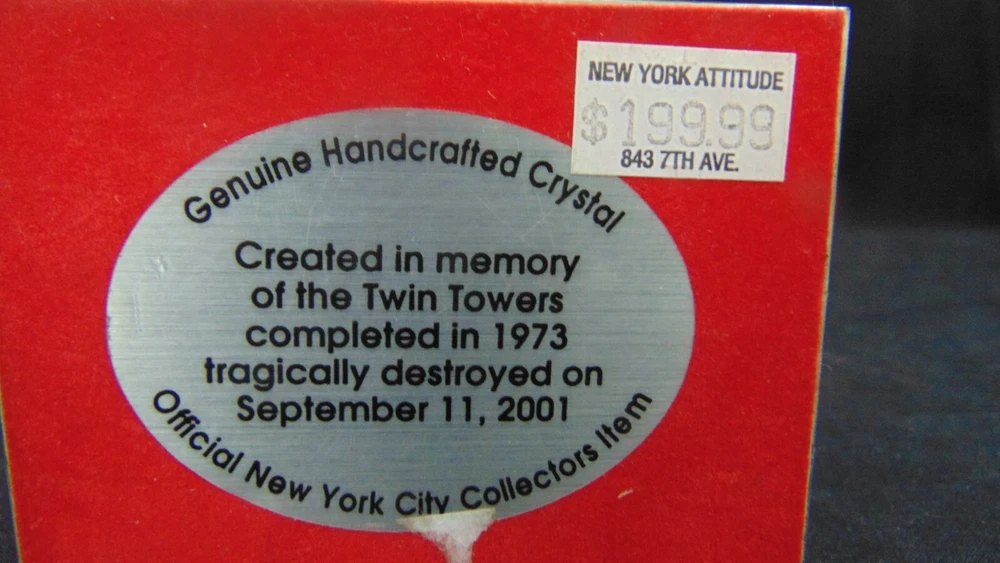 NEW YORK ATTITUDE
$199.99
843 7TH AVE.
Genuine Handcrafted Crystal
Created in memory
of the Twin Towers
completed in 1973
tragically destroyed on
September 11, 2001
Official New York City Collectors Item